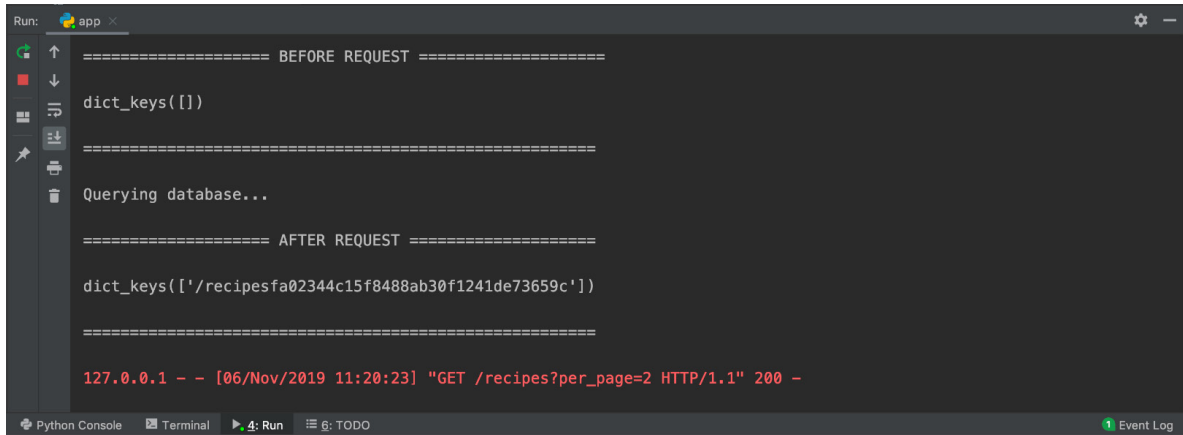 Run: app
==================== BEFORE REQUEST ====================
dict_keys([])
=======================================================
Querying database...
==================== AFTER REQUEST ====================
dict_keys(['/recipesfa02344c15f8488ab30f1241de73659c'])
=======================================================
127.0.0.1 - - [06/Nov/2019 11:20:23] "GET /recipes?per_page=2 HTTP/1.1" 200 -
Python Console Terminal 4: Run 6: TODO 1 Event Log